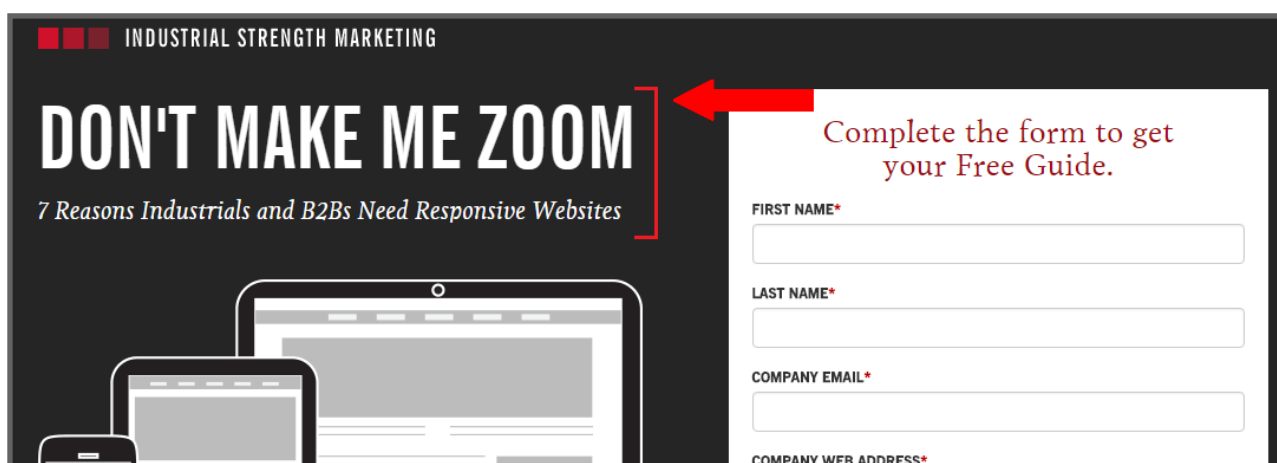 INDUSTRIAL STRENGTH MARKETING
DON'T MAKE ME ZOOM
7 Reasons Industrials and B2Bs Need Responsive Websites
Complete the form to get
your Free Guide.
FIRST NAME*
LAST NAME*
COMPANY EMAIL*
COMPANY WEB ADDRESS*